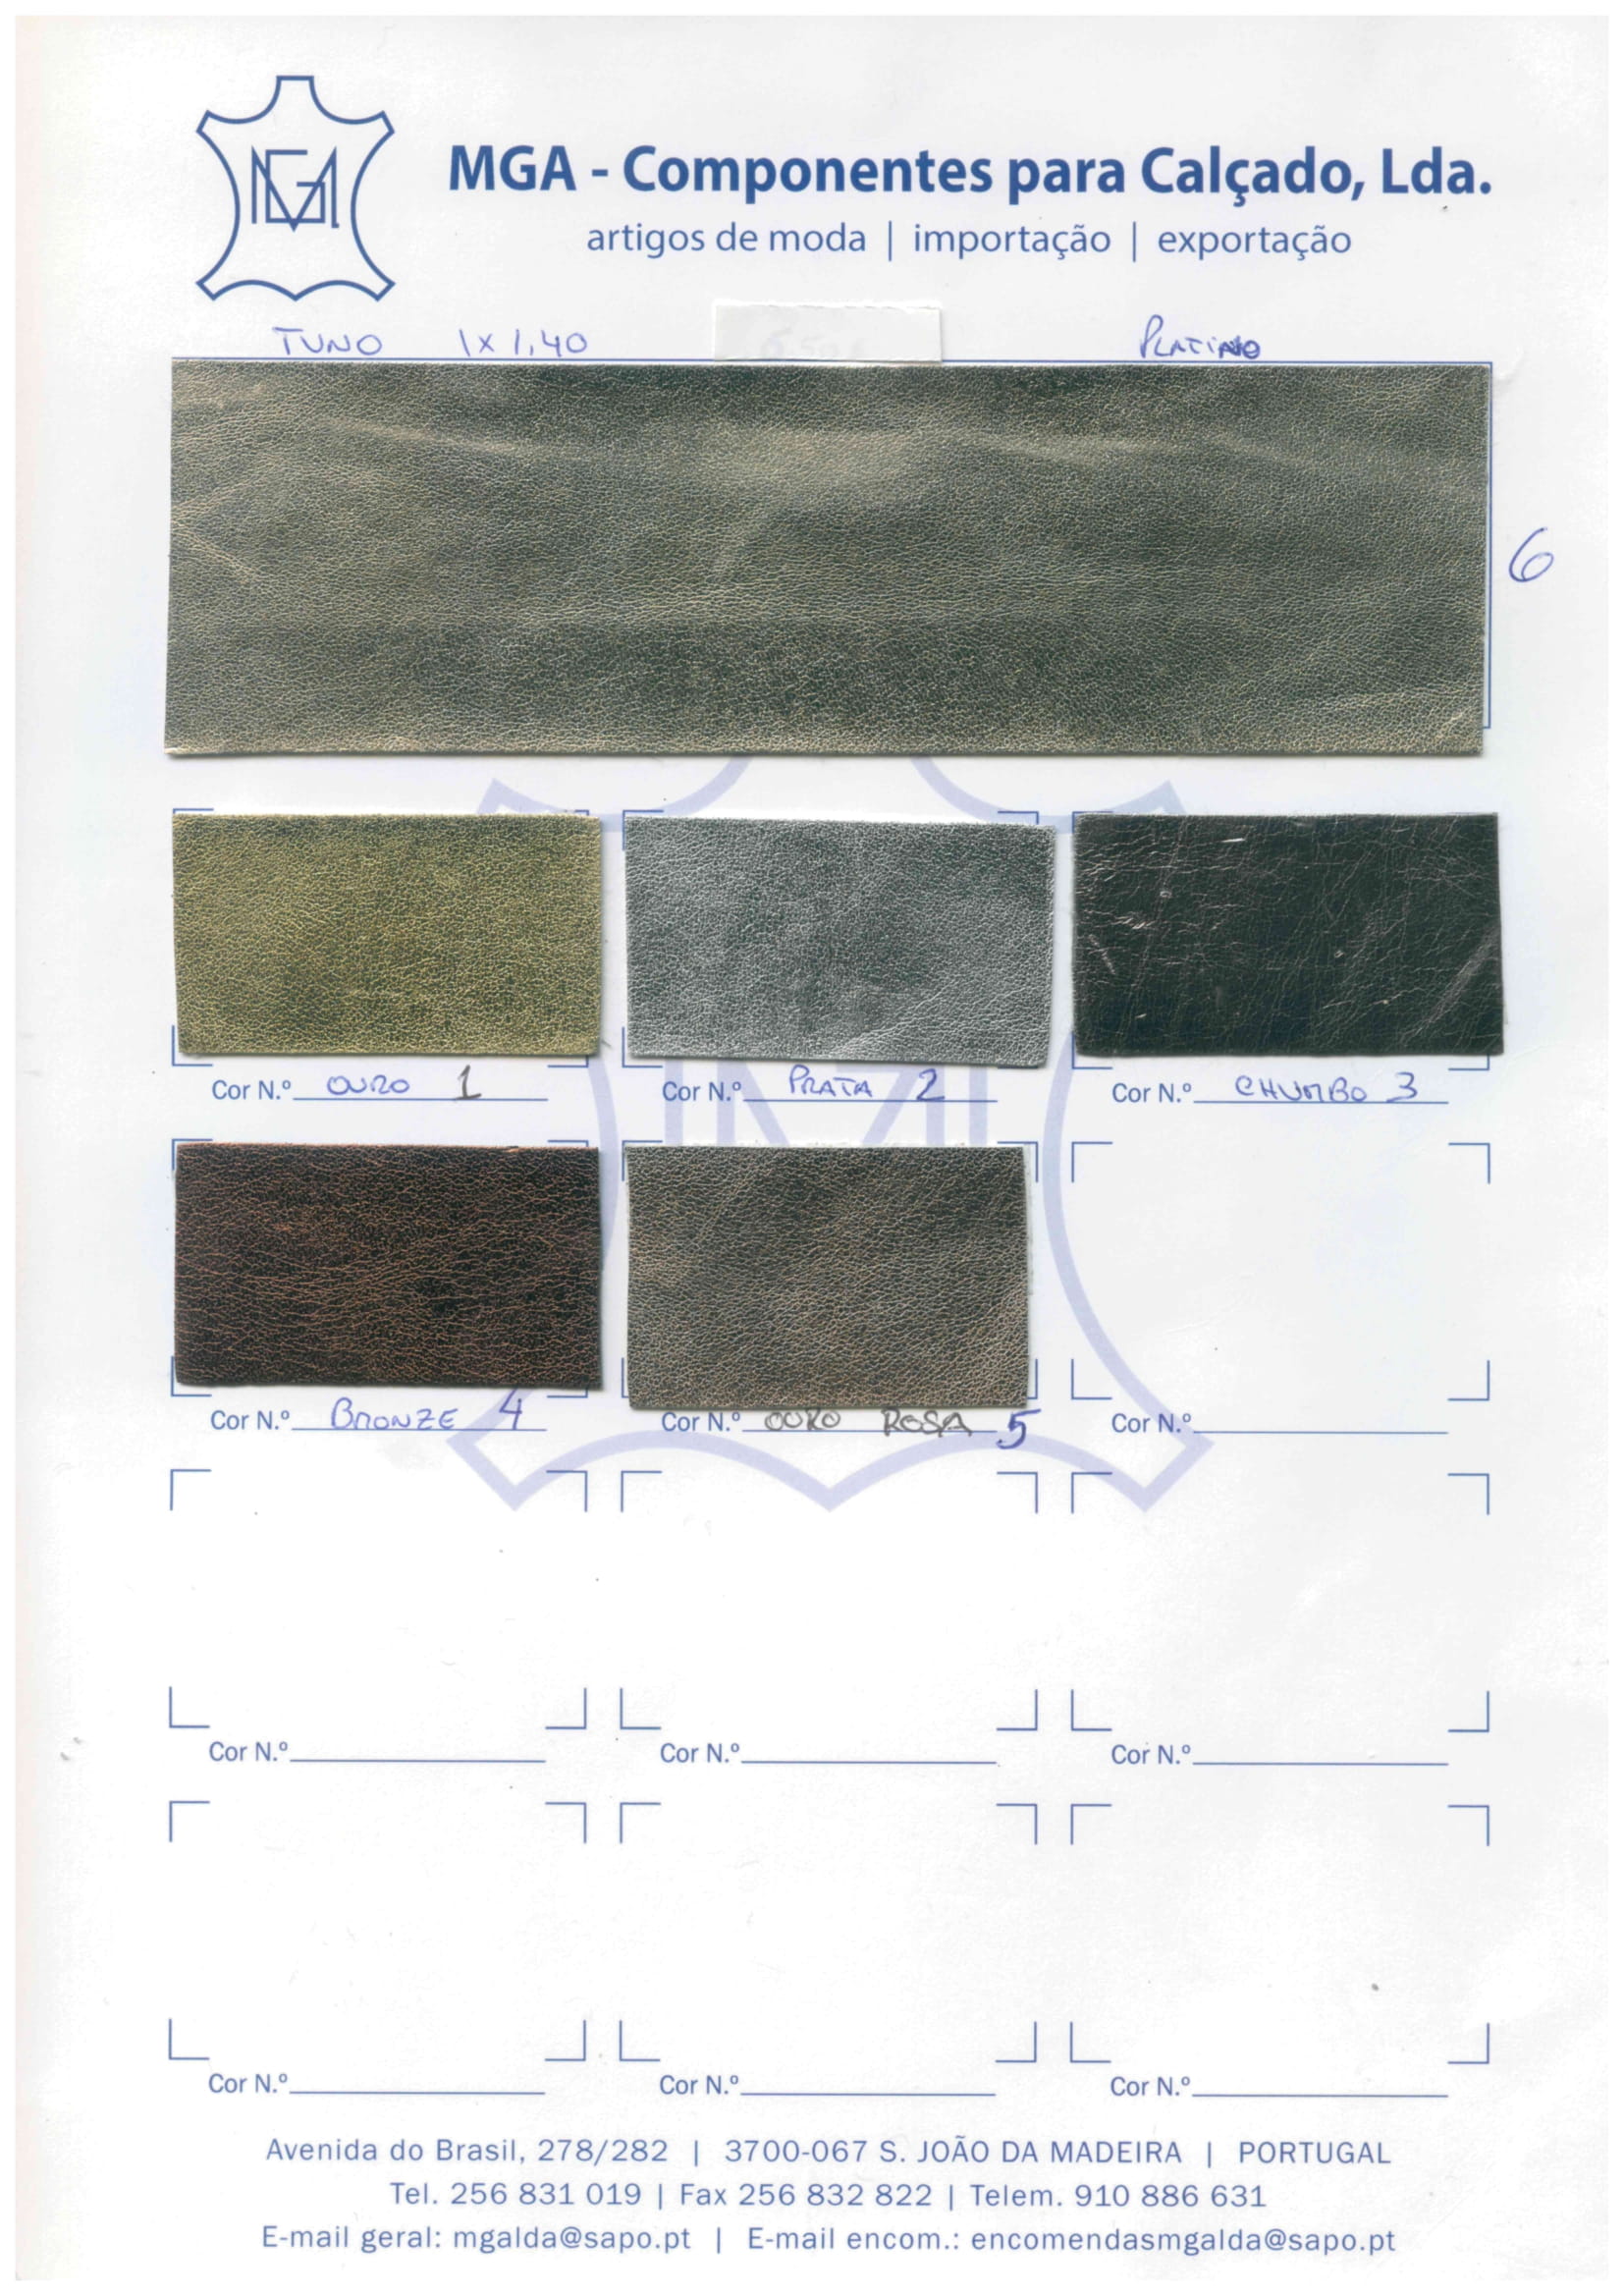 MGA
MGA - Componentes para Calçado, Lda.
artigos de moda | importação | exportação
TUNO 1x1,40 PLATINO
6
Cor N.º OURO 1 Cor N.º PRATA 2 Cor N.º CHUMBO 3
Cor N.º BRONZE 4 Cor N.º OURO ROSA 5 Cor N.º
Cor N.º Cor N.º Cor N.º
Cor N.º Cor N.º Cor N.º
Avenida do Brasil, 278/282 | 3700-067 S. JOÃO DA MADEIRA | PORTUGAL
Tel. 256 831 019 | Fax 256 832 822 | Telem. 910 886 631
E-mail geral: mgalda@sapo.pt | E-mail encom.: encomendasmgalda@sapo.pt